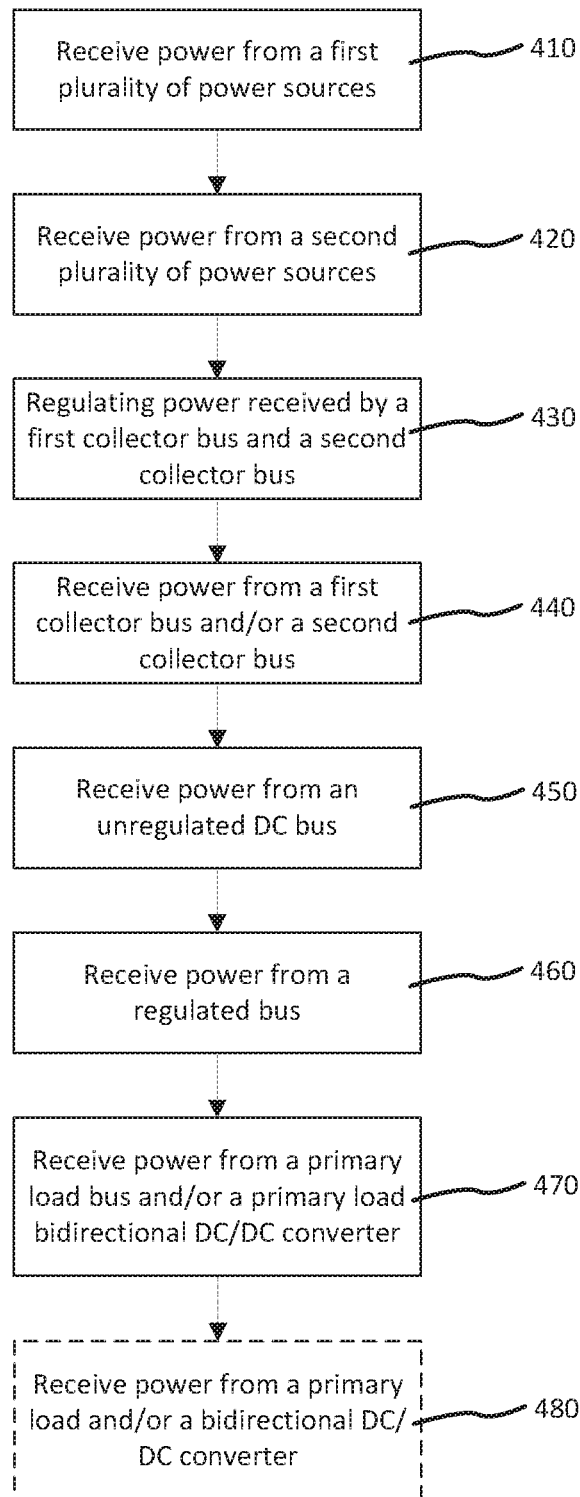 Receive power from a first
plurality of power sources
410
Receive power from a second
plurality of power sources
420
Regulating power received by a
first collector bus and a second
collector bus
430
Receive power from a first
collector bus and/or a second
collector bus
440
Receive power from an
unregulated DC bus
450
Receive power from a
regulated bus
460
Receive power from a primary
load bus and/or a primary load
bidirectional DC/DC converter
470
Receive power from a primary
load and/or a bidirectional DC/
DC converter
480